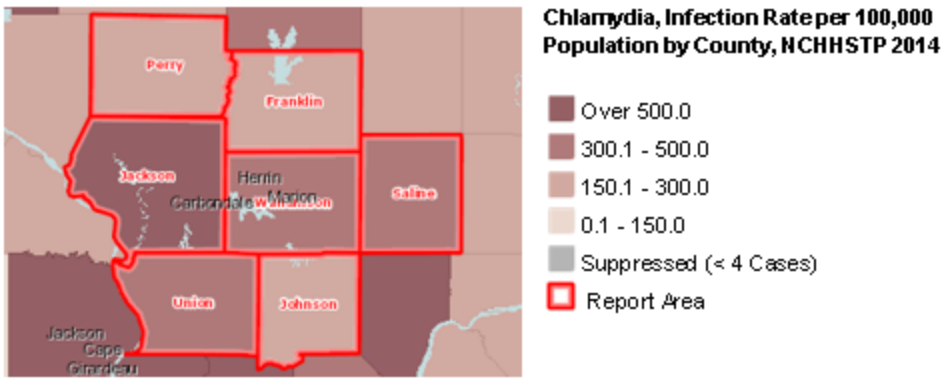 Chlamydia, Infection Rate per 100,000
Population by County, NCHHSTP 2014
Over 500.0
300.1 - 500.0
150.1 - 300.0
0.1 - 150.0
Suppressed (< 4 Cases)
Report Area
Perry
Franklin
Jackson
Herrin
Marion
Carbondale
Saline
Union
Johnson
Jackson
Cape
Girardeau